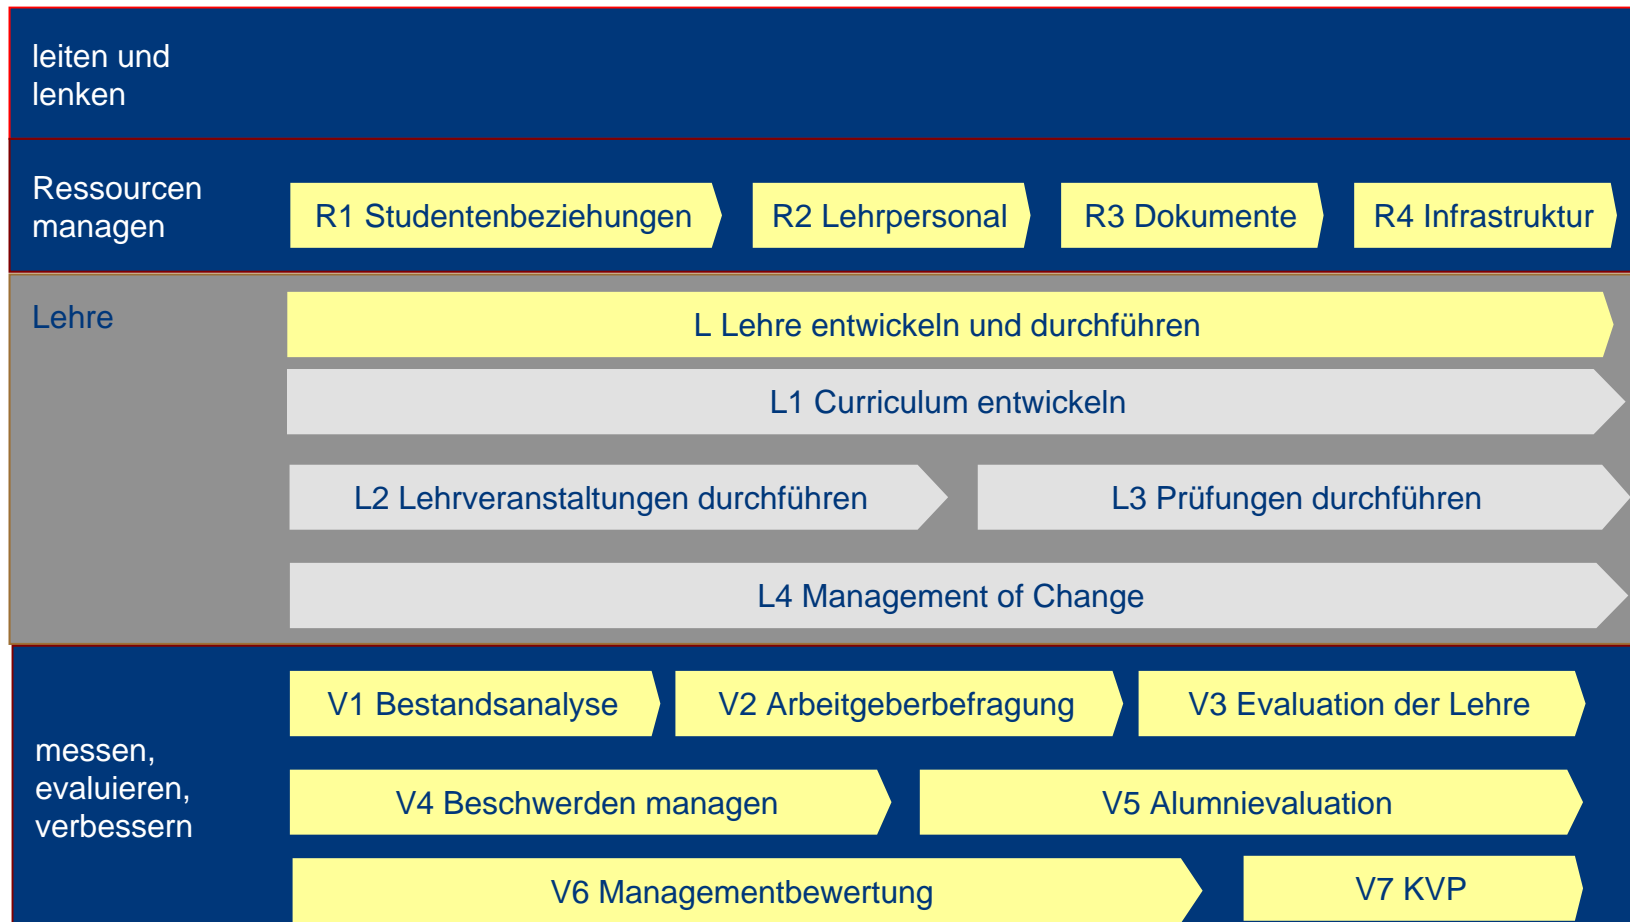 leiten und
lenken
Ressourcen
managen
R1 Studentenbeziehungen
R2 Lehrpersonal
R3 Dokumente
R4 Infrastruktur
Lehre
L Lehre entwickeln und durchführen
L1 Curriculum entwickeln
L2 Lehrveranstaltungen durchführen
L3 Prüfungen durchführen
L4 Management of Change
messen,
evaluieren,
verbessern
V1 Bestandsanalyse
V2 Arbeitgeberbefragung
V3 Evaluation der Lehre
V4 Beschwerden managen
V5 Alumnievaluation
V6 Managementbewertung
V7 KVP